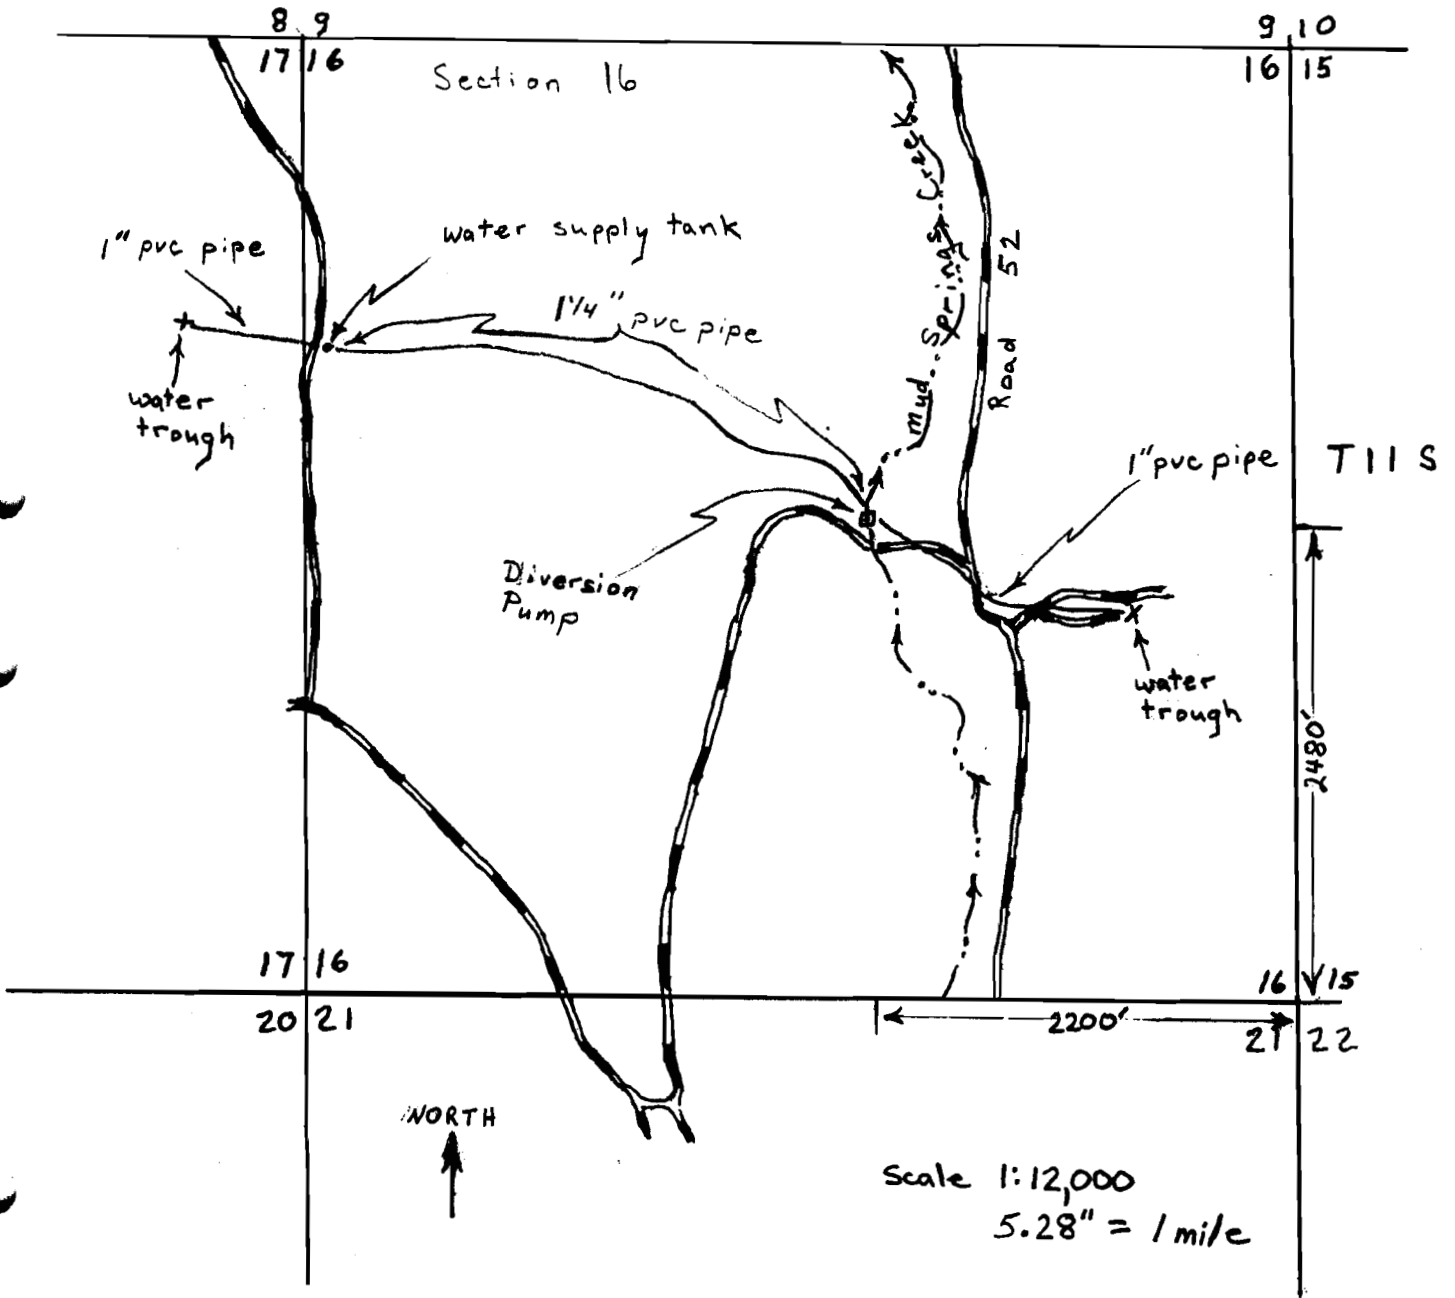 8 9
17 16
9 10
16 15
Section 16
Mud Springs Creek
Road 52
water supply tank
1" pvc pipe
1 1/4" pvc pipe
water
trough
1" pvc pipe
T 11 S
Diversion
Pump
water
trough
2480'
17 16
20 21
16 15
21 22
2200'
NORTH
Scale 1:12,000
5.28" = 1 mile